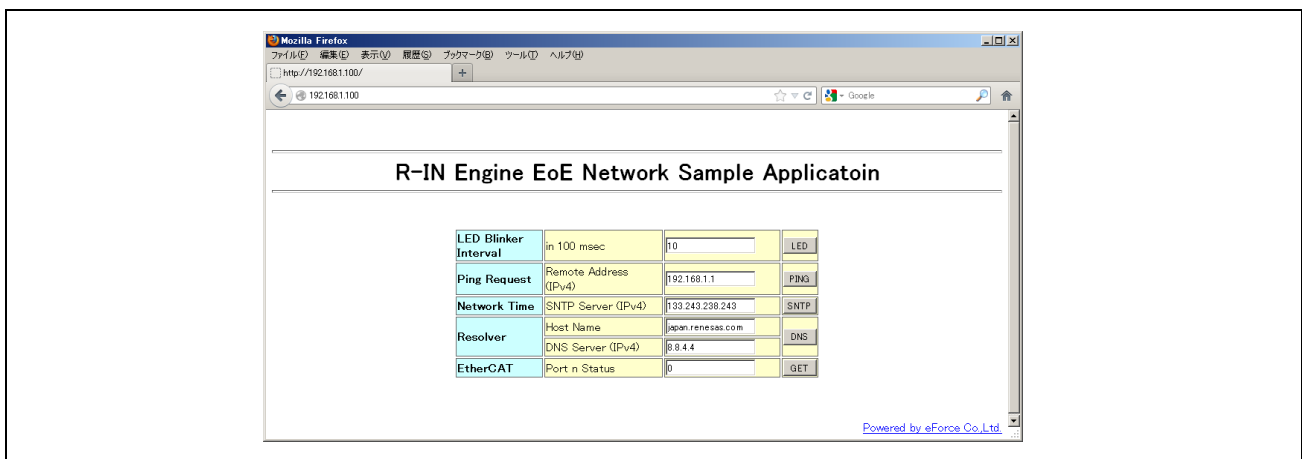 Mozilla Firefox
ファイル(F) 編集(E) 表示(V) 履歴(S) ブックマーク(B) ツール(T) ヘルプ(H)
http://192.168.1.100/ +
192.168.1.100 Google
R-IN Engine EoE Network Sample Applicatoin
LED Blinker
Interval
in 100 msec
10
LED
Ping Request
Remote Address
(IPv4)
192.168.1.1
PING
Network Time
SNTP Server (IPv4)
133.243.238.243
SNTP
Resolver
Host Name
japan.renesas.com
DNS Server (IPv4)
8.8.4.4
DNS
EtherCAT
Port n Status
0
GET
Powered by eForce Co.,Ltd.